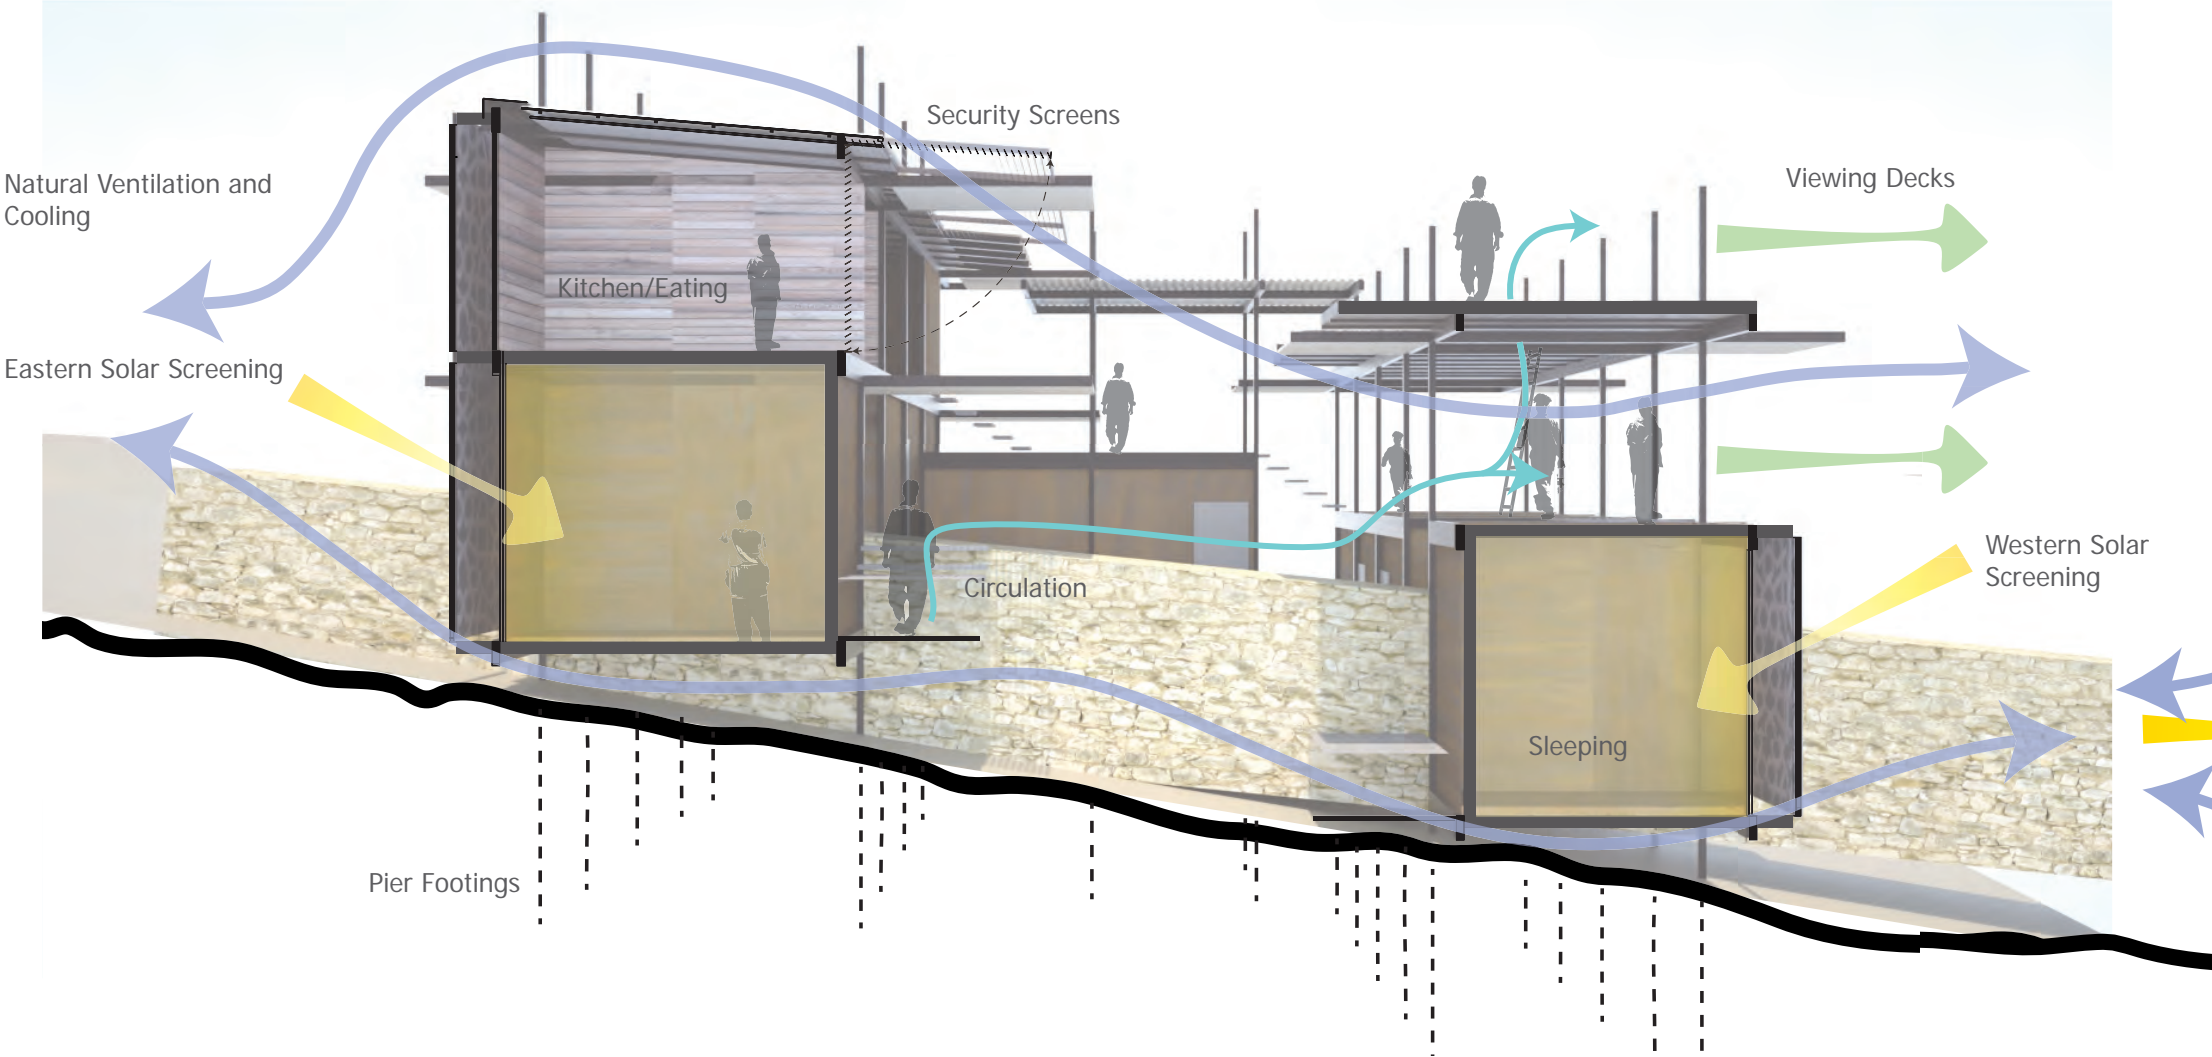 Security Screens
Natural Ventilation and
Cooling
Viewing Decks
Kitchen/Eating
Eastern Solar Screening
Western Solar
Screening
Circulation
Sleeping
Pier Footings